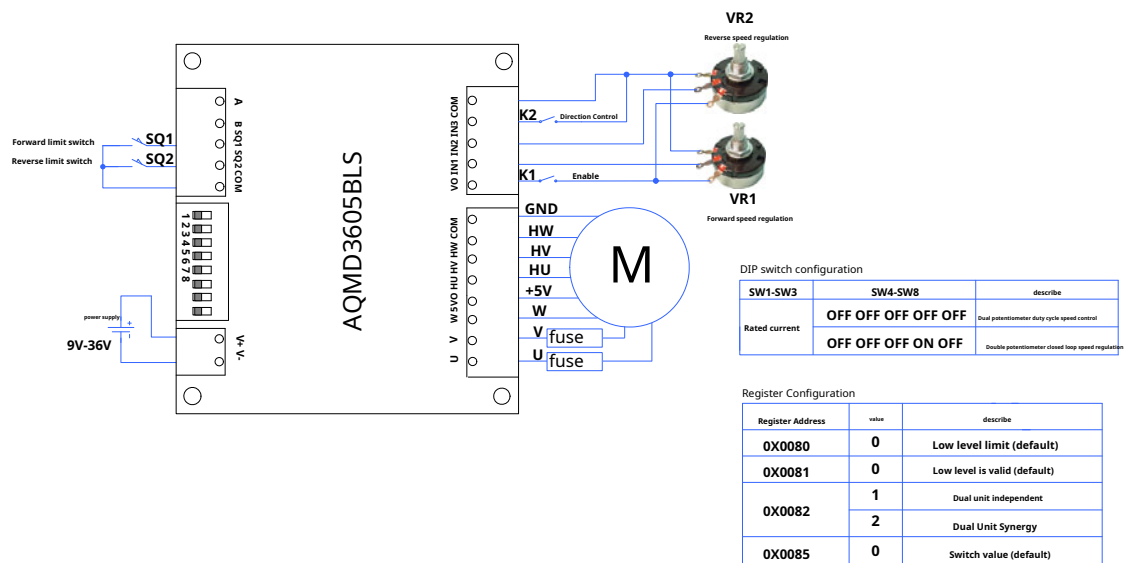 VR2
Reverse speed regulation
A
B SQ1 SQ2 COM
Forward limit switch
SQ1
Reverse limit switch
SQ2
1 2 3 4 5 6 7 8
power supply
+
9V-36V
V+ V-
AQMD3605BLS
VO IN1 IN2 IN3 COM
K2
Direction Control
K1
Enable
VR1
Forward speed regulation
U V W 5VO HU HV HW COM
GND
HW
HV
HU
+5V
W
V
fuse
U
fuse
M
DIP switch configuration
SW1-SW3 SW4-SW8 describe
Rated current
OFF OFF OFF OFF OFF Dual potentiometer duty cycle speed control
OFF OFF OFF ON OFF Double potentiometer closed loop speed regulation
Register Configuration
Register Address value describe
0X0080 0 Low level limit (default)
0X0081 0 Low level is valid (default)
0X0082
1 Dual unit independent
2 Dual Unit Synergy
0X0085 0 Switch value (default)